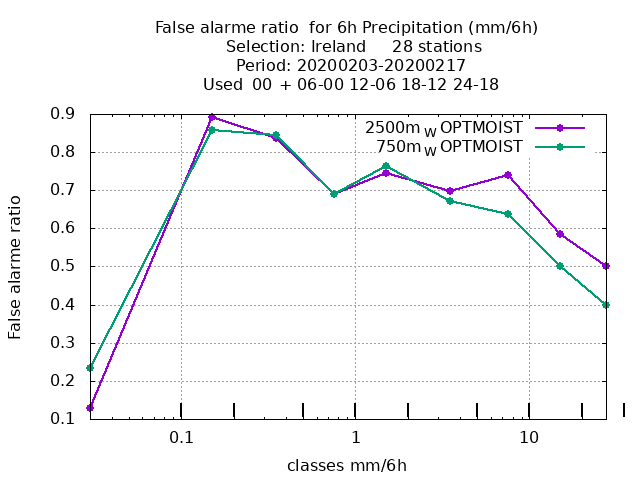 False alarme ratio  for 6h Precipitation (mm/6h)
Selection: Ireland     28 stations
Period: 20200203-20200217
Used  00  + 06-00 12-06 18-12 24-18
2500m W OPTMOIST
750m W OPTMOIST
0.9
0.8
0.7
0.6
0.5
0.4
0.3
0.2
0.1
False alarme ratio
0.1 1 10
classes mm/6h